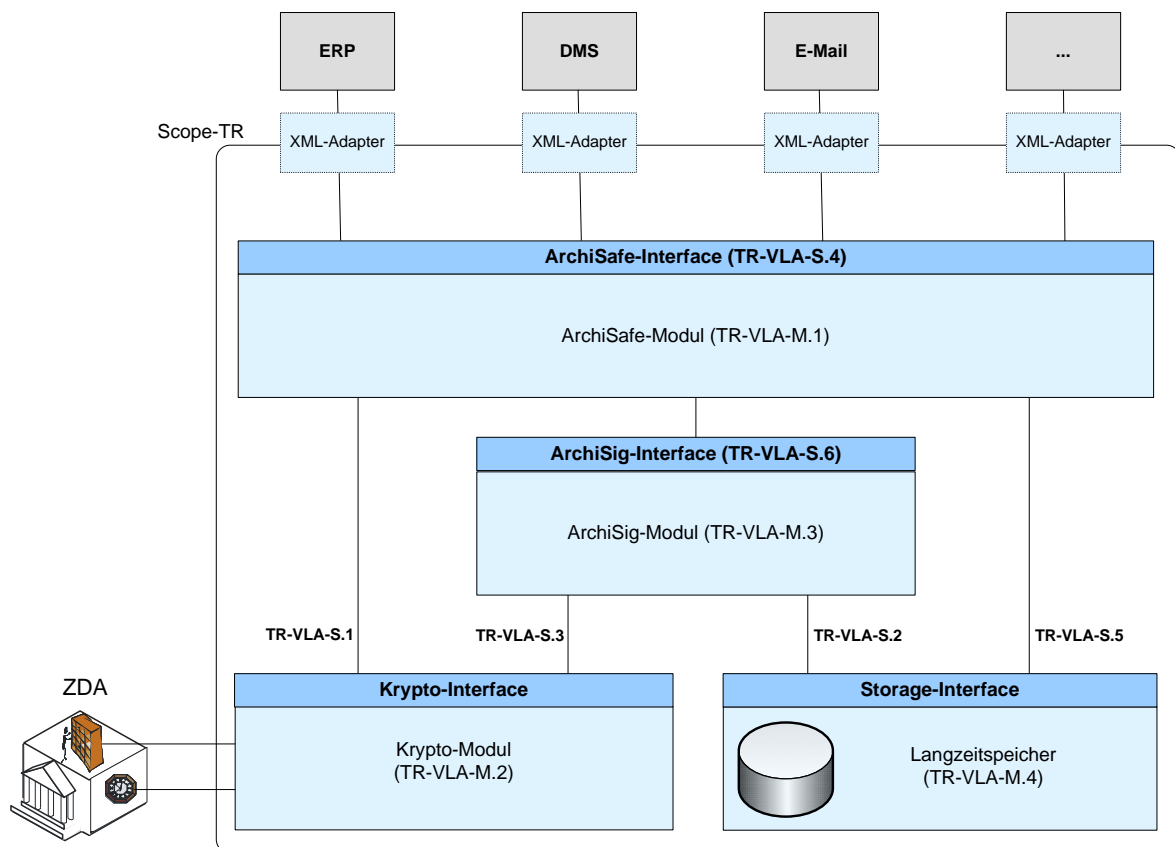 ERP
DMS
E-Mail
...
Scope-TR
XML-Adapter
XML-Adapter
XML-Adapter
XML-Adapter
ArchiSafe-Interface (TR-VLA-S.4)
ArchiSafe-Modul (TR-VLA-M.1)
ArchiSig-Interface (TR-VLA-S.6)
ArchiSig-Modul (TR-VLA-M.3)
TR-VLA-S.1
TR-VLA-S.3
TR-VLA-S.2
TR-VLA-S.5
ZDA
Krypto-Interface
Krypto-Modul
(TR-VLA-M.2)
Storage-Interface
Langzeitspeicher
(TR-VLA-M.4)